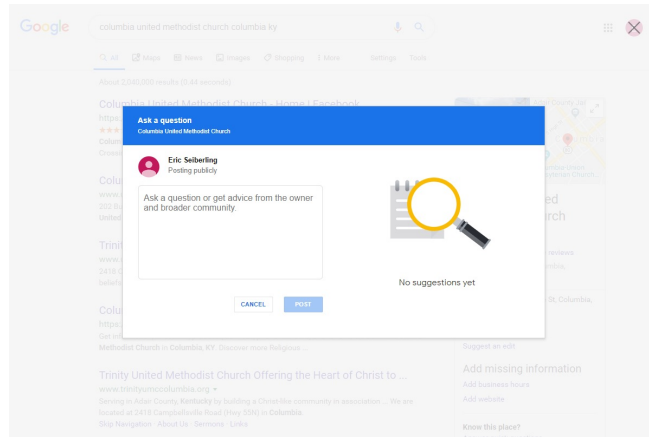 Google
columbia united methodist church columbia ky
All Maps News Images Shopping More Settings Tools
Columbia United Methodist Church - Home | Facebook
https
Ask a question
Columbia United Methodist Church
Eric Seiberling
Posting publicly
Ask a question or get advice from the owner
and broader community.
No suggestions yet
CANCEL POST
reviews
St, Columbia,
Methodist Church in Columbia, KY. Discover more Religious ...
Suggest an edit
Trinity United Methodist Church Offering the Heart of Christ to ...
www.trinityumccolumbia.org
Serving in Adair County, Kentucky by building a Christ-like community in association ... We are
located at 2418 Campbellsville Road (Hwy 55N) in Columbia.
Skip Navigation · About Us · Sermons · Links
Add missing information
Add business hours
Add website
Know this place?